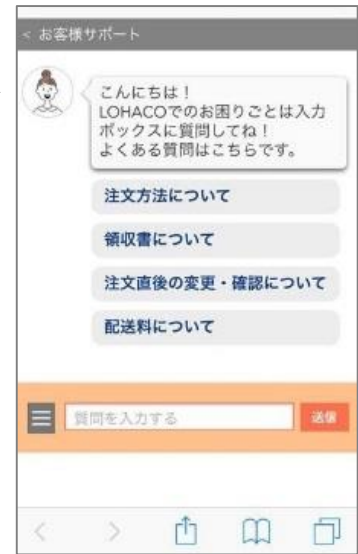 < お客様サポート
こんにちは！
LOHACOでのお困りごとは入力
ボックスに質問してね！
よくある質問はこちらです。
注文方法について
領収書について
注文直後の変更・確認について
配送料について
質問を入力する
送信